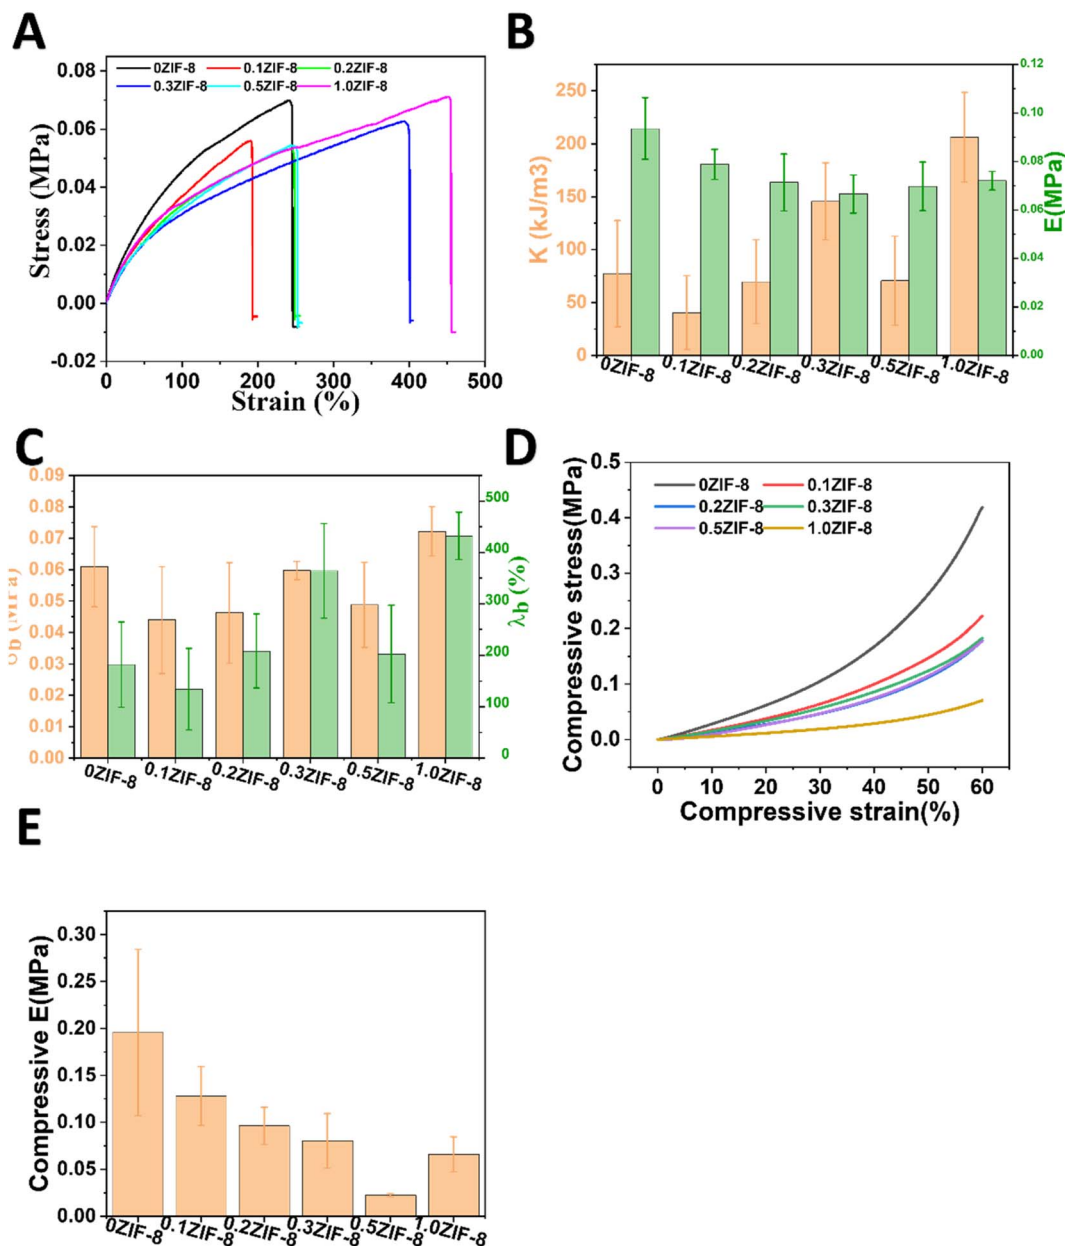 A
0.08
0.06
0.04
0.02
0.00
-0.02
Stress (MPa)
0ZIF-8 0.1ZIF-8 0.2ZIF-8
0.3ZIF-8 0.5ZIF-8 1.0ZIF-8
0 100 200 300 400 500
Strain (%)
B
250
200
150
100
50
0
K (kJ/m3)
0.12
0.10
0.08
0.06
0.04
0.02
0.00
E(MPa)
0ZIF-8 0.1ZIF-8 0.2ZIF-8 0.3ZIF-8 0.5ZIF-8 1.0ZIF-8
C
0.09
0.08
0.07
0.06
0.05
0.04
0.03
0.02
0.01
0.00
500
400
300
200
100
0
λb (%)
0ZIF-8 0.1ZIF-8 0.2ZIF-8 0.3ZIF-8 0.5ZIF-8 1.0ZIF-8
D
0.5
0.4
0.3
0.2
0.1
0.0
Compressive stress(MPa)
0ZIF-8 0.1ZIF-8
0.2ZIF-8 0.3ZIF-8
0.5ZIF-8 1.0ZIF-8
0 10 20 30 40 50 60
Compressive strain(%)
E
0.30
0.25
0.20
0.15
0.10
0.05
0.00
Compressive E(MPa)
0ZIF-8 0.1ZIF-8 0.2ZIF-8 0.3ZIF-8 0.5ZIF-8 1.0ZIF-8